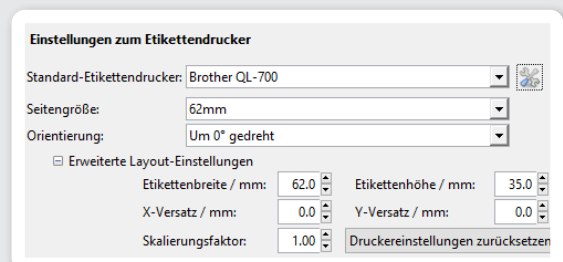 Einstellungen zum Etikettendrucker
Standard-Etikettendrucker: Brother QL-700
Seitengröße: 62mm
Orientierung: Um 0° gedreht
Erweiterte Layout-Einstellungen
Etikettenbreite / mm: 62.0 Etikettenhöhe / mm: 35.0
X-Versatz / mm: 0.0 Y-Versatz / mm: 0.0
Skalierungsfaktor: 1.00 Druckereinstellungen zurücksetzen